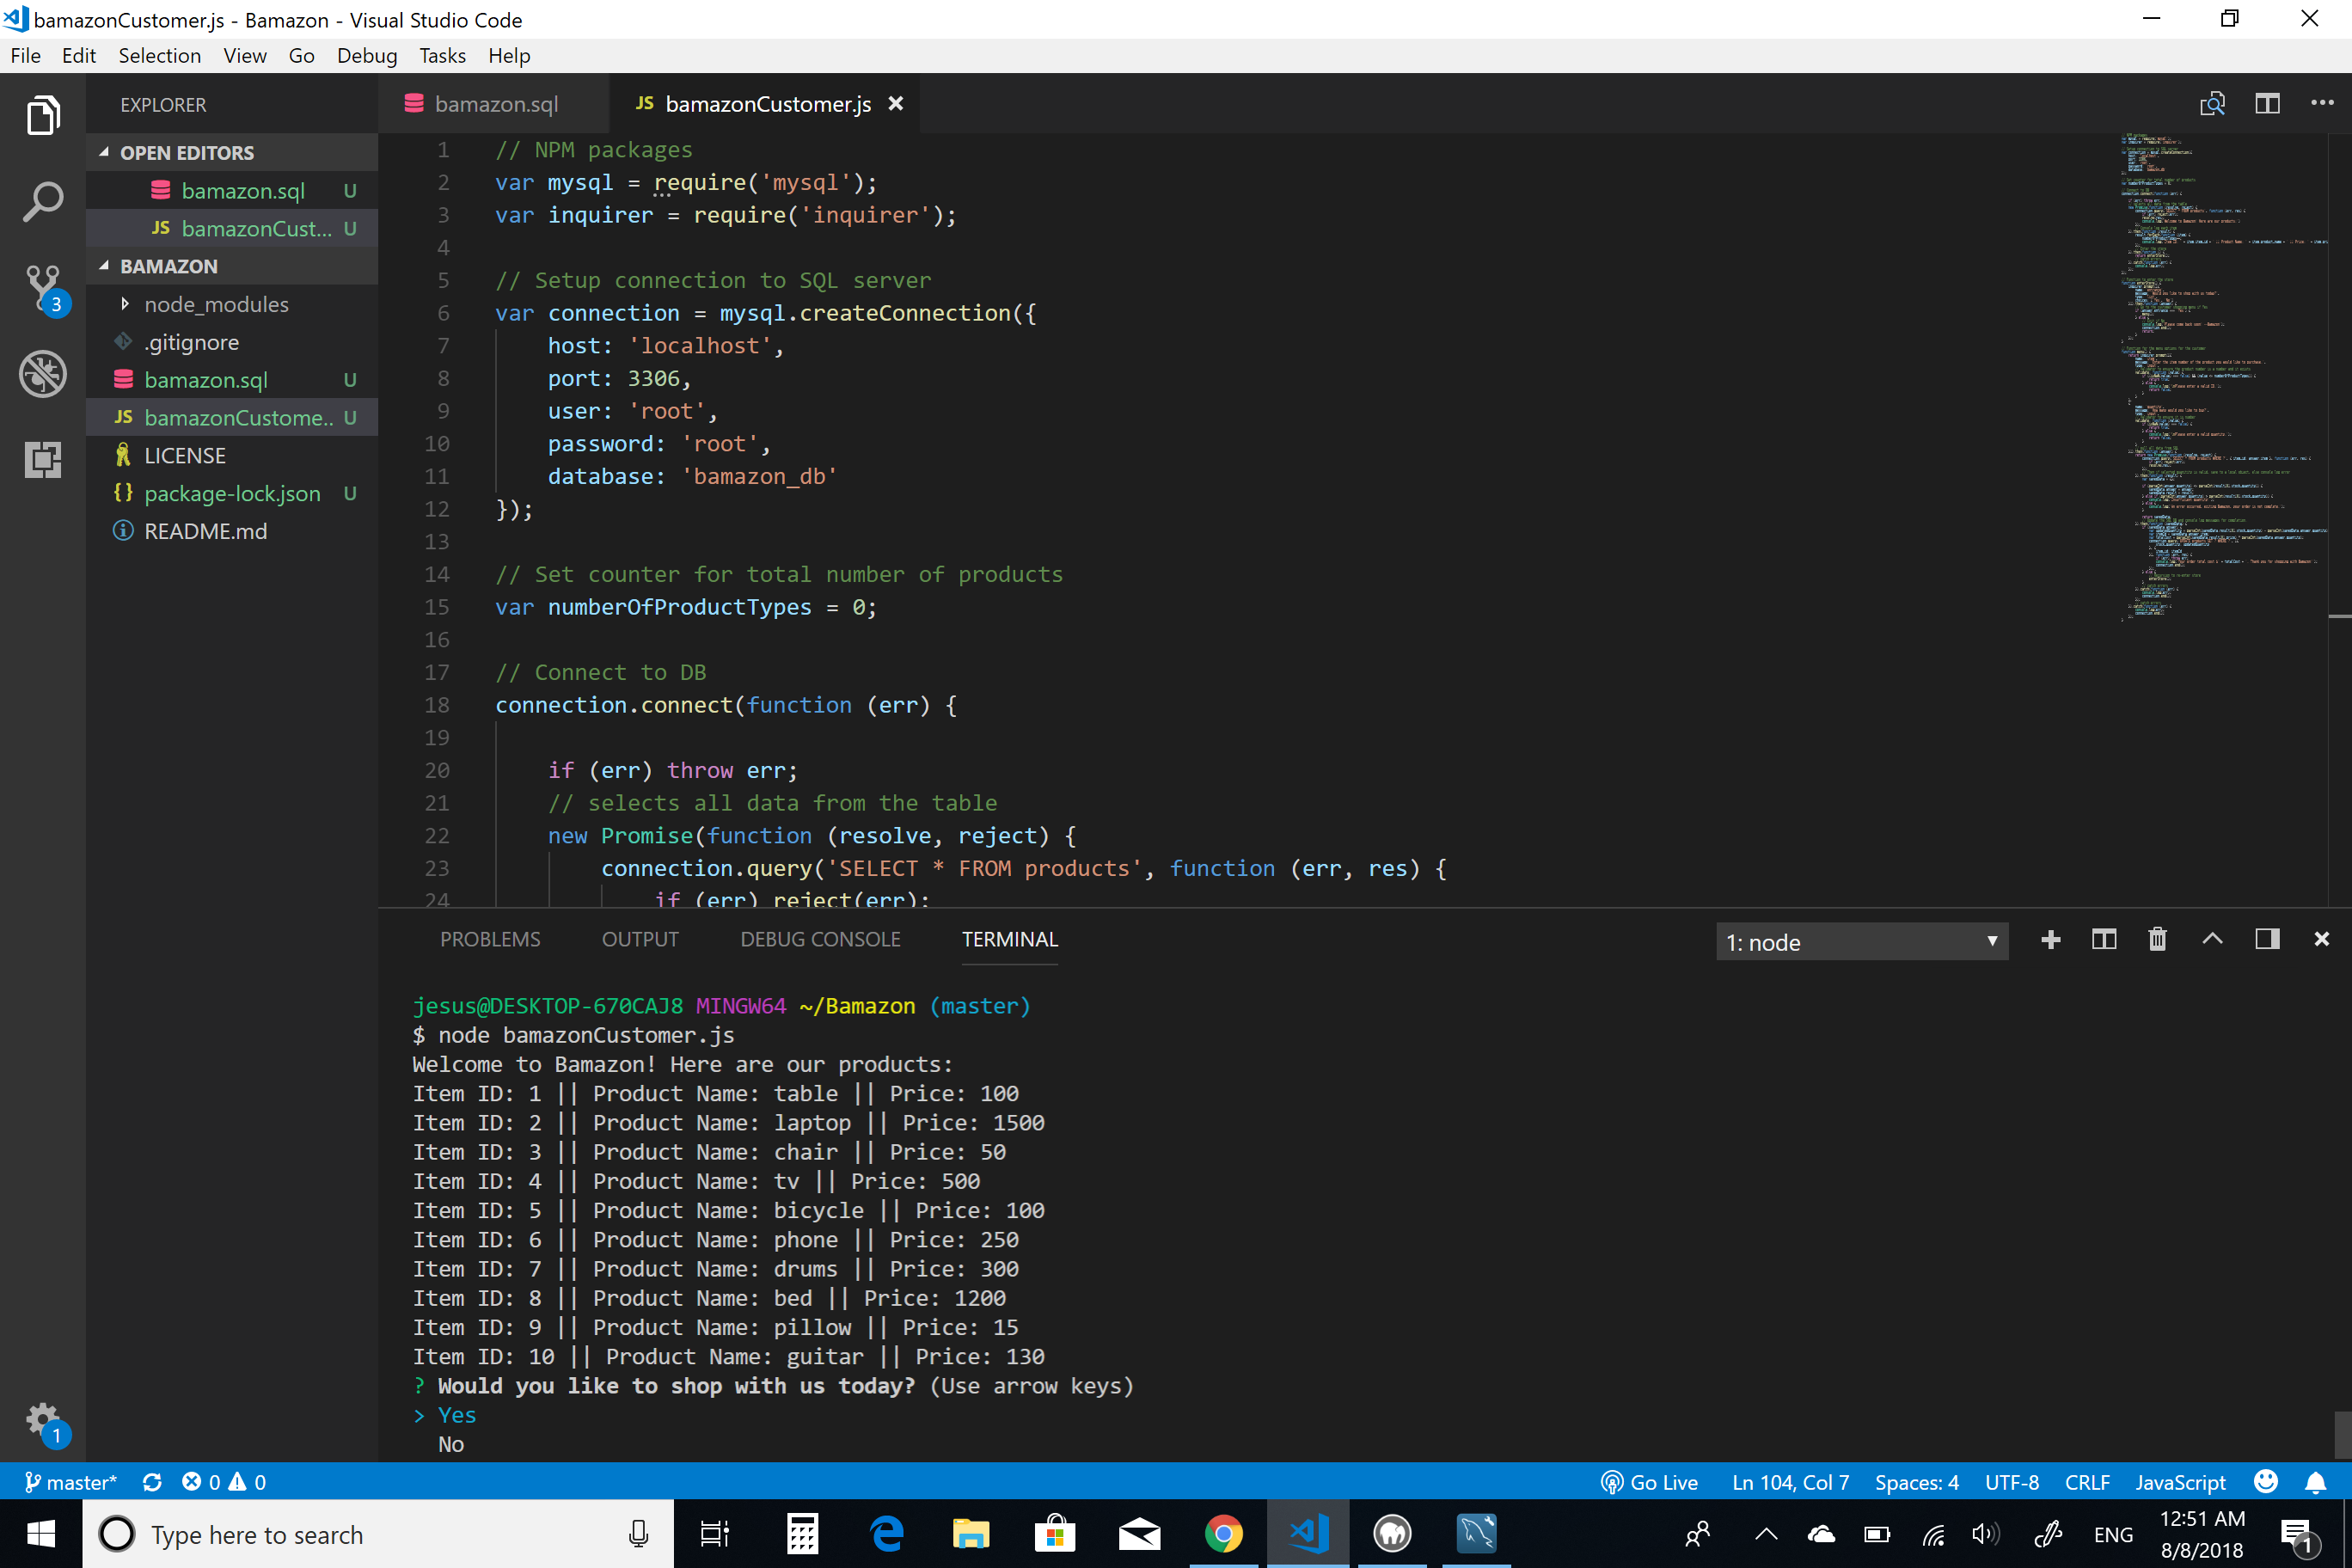 bamazonCustomer.js - Bamazon - Visual Studio Code
File Edit Selection View Go Debug Tasks Help
EXPLORER
OPEN EDITORS
bamazon.sql U
JS bamazonCust... U
BAMAZON
node_modules
.gitignore
bamazon.sql U
JS bamazonCustome.. U
LICENSE
{} package-lock.json U
README.md
3
1
bamazon.sql
JS bamazonCustomer.js
1 // NPM packages
2 var mysql = require('mysql');
3 var inquirer = require('inquirer');
4
5 // Setup connection to SQL server
6 var connection = mysql.createConnection({
7 host: 'localhost',
8 port: 3306,
9 user: 'root',
10 password: 'root',
11 database: 'bamazon_db'
12 });
13
14 // Set counter for total number of products
15 var numberOfProductTypes = 0;
16
17 // Connect to DB
18 connection.connect(function (err) {
19
20 if (err) throw err;
21 // selects all data from the table
22 new Promise(function (resolve, reject) {
23 connection.query('SELECT * FROM products', function (err, res) {
24 if (err) reject(err);
PROBLEMS OUTPUT DEBUG CONSOLE TERMINAL
1: node
jesus@DESKTOP-670CAJ8 MINGW64 ~/Bamazon (master)
$ node bamazonCustomer.js
Welcome to Bamazon! Here are our products:
Item ID: 1 || Product Name: table || Price: 100
Item ID: 2 || Product Name: laptop || Price: 1500
Item ID: 3 || Product Name: chair || Price: 50
Item ID: 4 || Product Name: tv || Price: 500
Item ID: 5 || Product Name: bicycle || Price: 100
Item ID: 6 || Product Name: phone || Price: 250
Item ID: 7 || Product Name: drums || Price: 300
Item ID: 8 || Product Name: bed || Price: 1200
Item ID: 9 || Product Name: pillow || Price: 15
Item ID: 10 || Product Name: guitar || Price: 130
? Would you like to shop with us today? (Use arrow keys)
> Yes
No
master* 0 0 Go Live Ln 104, Col 7 Spaces: 4 UTF-8 CRLF JavaScript
Type here to search
ENG
12:51 AM
8/8/2018
1